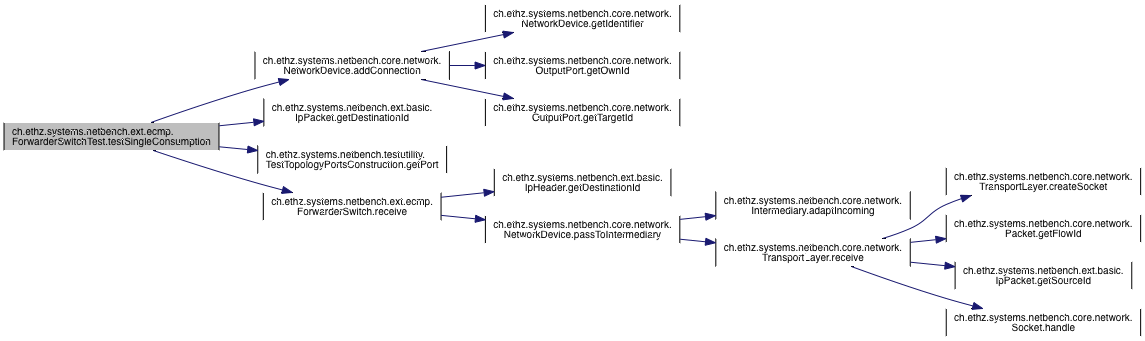 ch.ethz.systems.netbench.ext.ecmp.
ForwarderSwitchTest.testSingleConsumption
ch.ethz.systems.netbench.core.network.
NetworkDevice.addConnection
ch.ethz.systems.netbench.core.network.
NetworkDevice.getIdentifier
ch.ethz.systems.netbench.core.network.
OutputPort.getOwnId
ch.ethz.systems.netbench.core.network.
OutputPort.getTargetId
ch.ethz.systems.netbench.ext.basic.
IpPacket.getDestinationId
ch.ethz.systems.netbench.testutility.
TestTopologyPortsConstruction.getPort
ch.ethz.systems.netbench.ext.ecmp.
ForwarderSwitch.receive
ch.ethz.systems.netbench.ext.basic.
IpHeader.getDestinationId
ch.ethz.systems.netbench.core.network.
NetworkDevice.passToIntermediary
ch.ethz.systems.netbench.core.network.
Intermediary.adaptIncoming
ch.ethz.systems.netbench.core.network.
TransportLayer.receive
ch.ethz.systems.netbench.core.network.
TransportLayer.createSocket
ch.ethz.systems.netbench.core.network.
Packet.getFlowId
ch.ethz.systems.netbench.ext.basic.
IpPacket.getSourceId
ch.ethz.systems.netbench.core.network.
Socket.handle